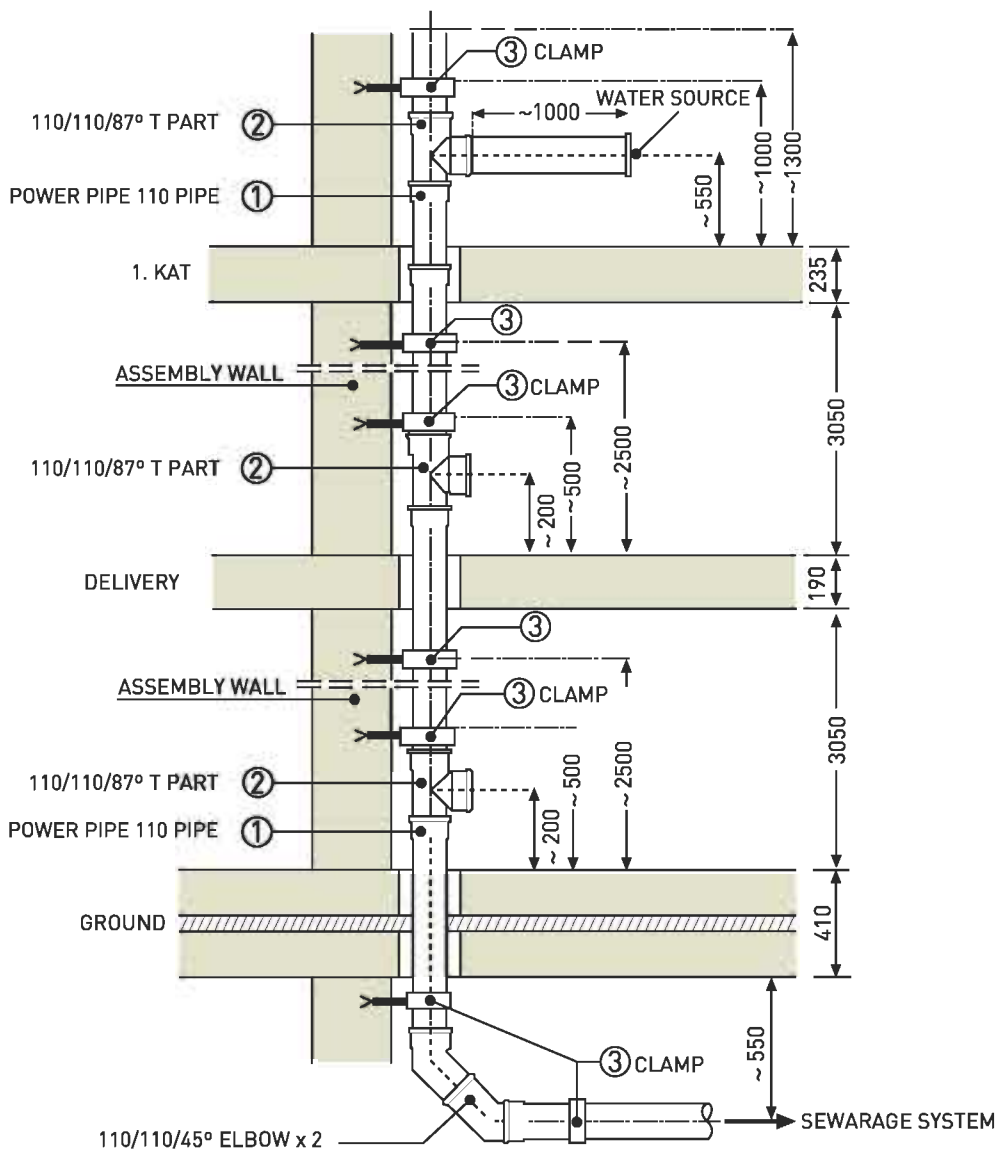 ③ CLAMP
110/110/87° T PART ②
~1000
WATER SOURCE
POWER PIPE 110 PIPE ①
~550
~1000
~1300
1. KAT
235
③
ASSEMBLY WALL
③ CLAMP
110/110/87° T PART ②
~200
~500
~2500
3050
DELIVERY
190
③
ASSEMBLY WALL
③ CLAMP
110/110/87° T PART ②
POWER PIPE 110 PIPE ①
~200
~500
~2500
3050
GROUND
410
③ CLAMP
~550
SEWARAGE SYSTEM
110/110/45° ELBOW x 2